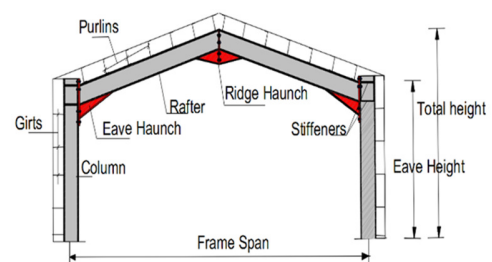 Purlins
Ridge Haunch
Rafter
Total height
Girts
Eave Haunch
Stiffeners
Column
Eave Height
Frame Span